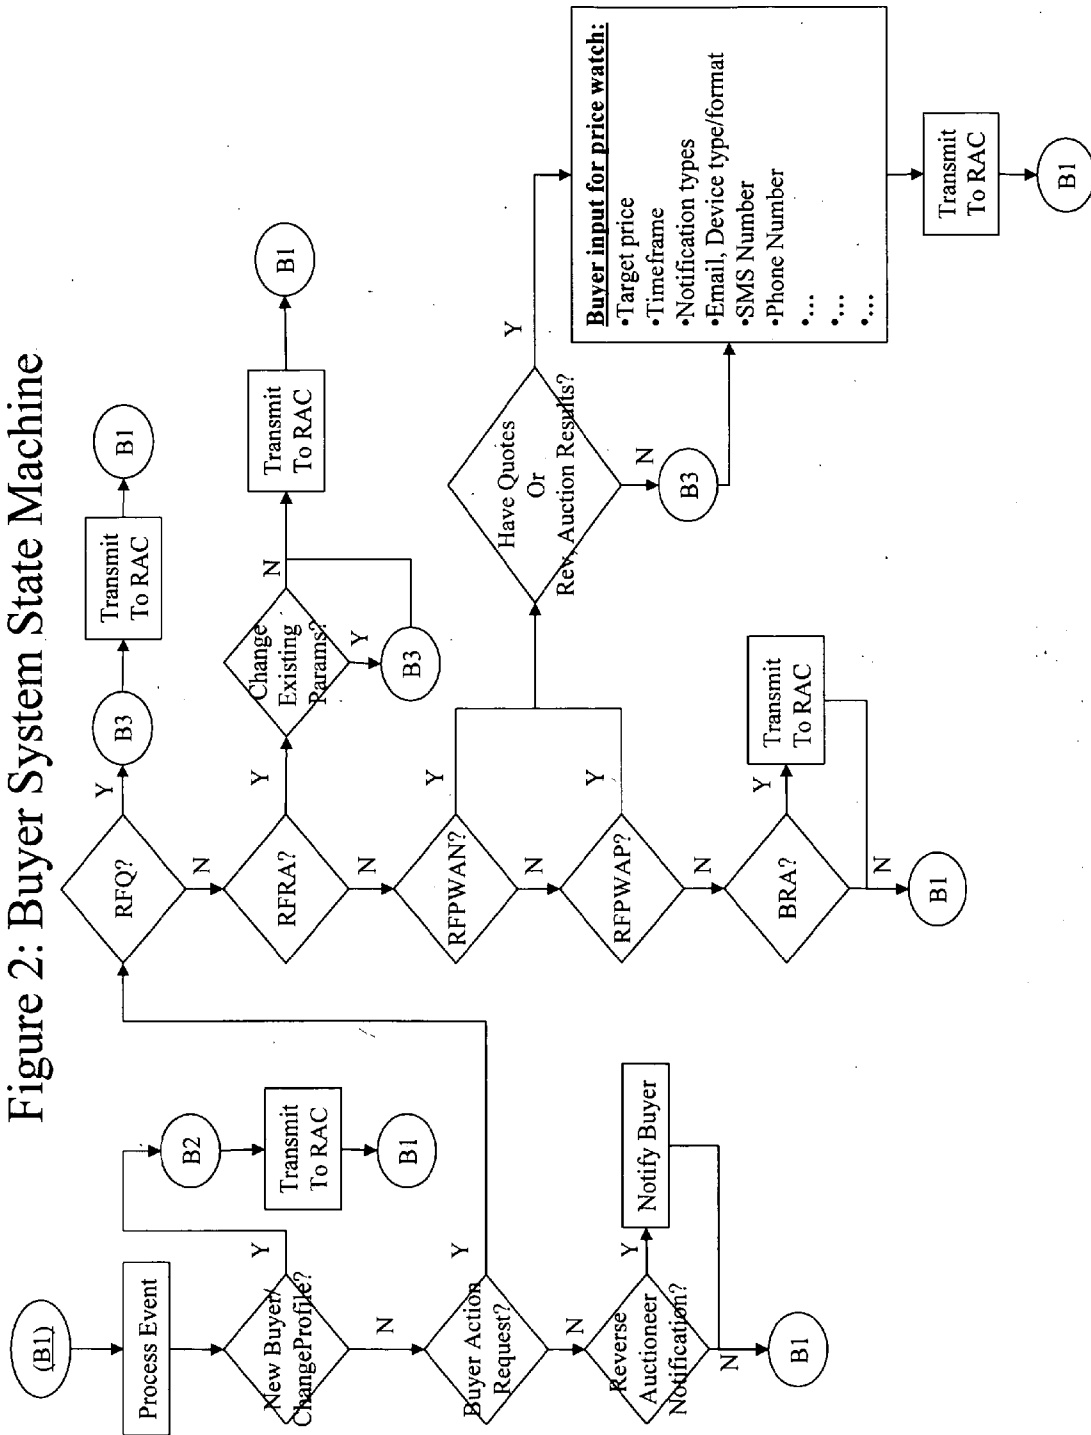 Figure 2: Buyer System State Machine
(B1)
Process Event
New Buyer/
ChangeProfile?
Y
N
B2
Transmit
To RAC
B1
Buyer Action
Request?
Y
N
Reverse
Auctioneer
Notification?
Y
N
Notify Buyer
B1
RFQ?
Y
N
B3
Transmit
To RAC
B1
RFRA?
Y
N
Change
Existing
Params?
N
Y
B3
Transmit
To RAC
B1
RFPWAN?
Y
N
RFPWAP?
Y
N
Have Quotes
Or
Rev, Auction Results?
Y
N
B3
Buyer input for price watch:
•Target price
•Timeframe
•Notification types
•Email, Device type/format
•SMS Number
•Phone Number
•...
•...
•...
Transmit
To RAC
B1
BRA?
Y
N
Transmit
To RAC
B1